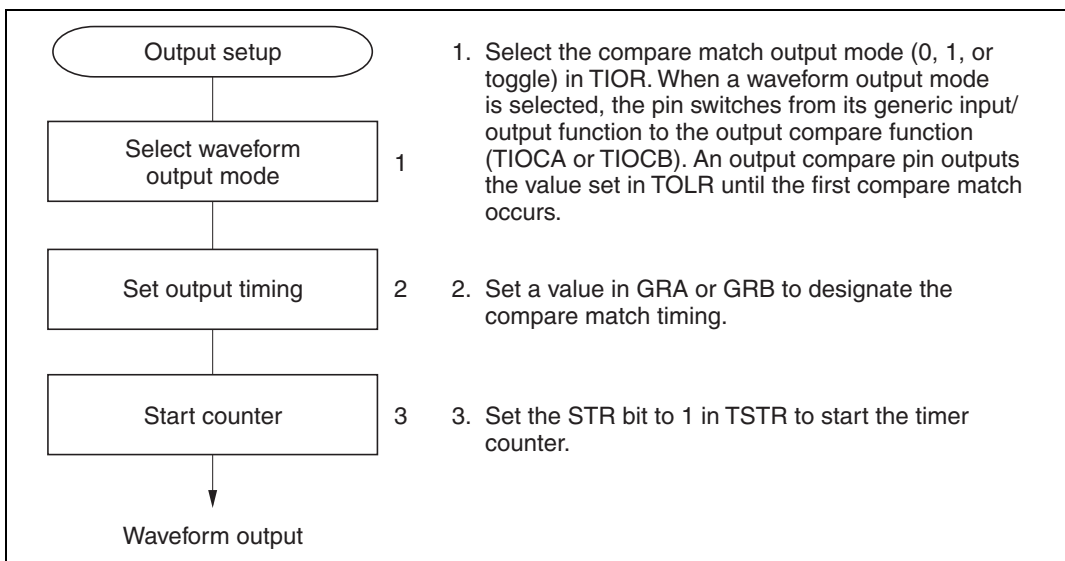 Output setup
Select waveform
output mode
1
Set output timing
2
Start counter
3
Waveform output
1. Select the compare match output mode (0, 1, or
toggle) in TIOR. When a waveform output mode
is selected, the pin switches from its generic input/
output function to the output compare function
(TIOCA or TIOCB). An output compare pin outputs
the value set in TOLR until the first compare match
occurs.
2. Set a value in GRA or GRB to designate the
compare match timing.
3. Set the STR bit to 1 in TSTR to start the timer
counter.